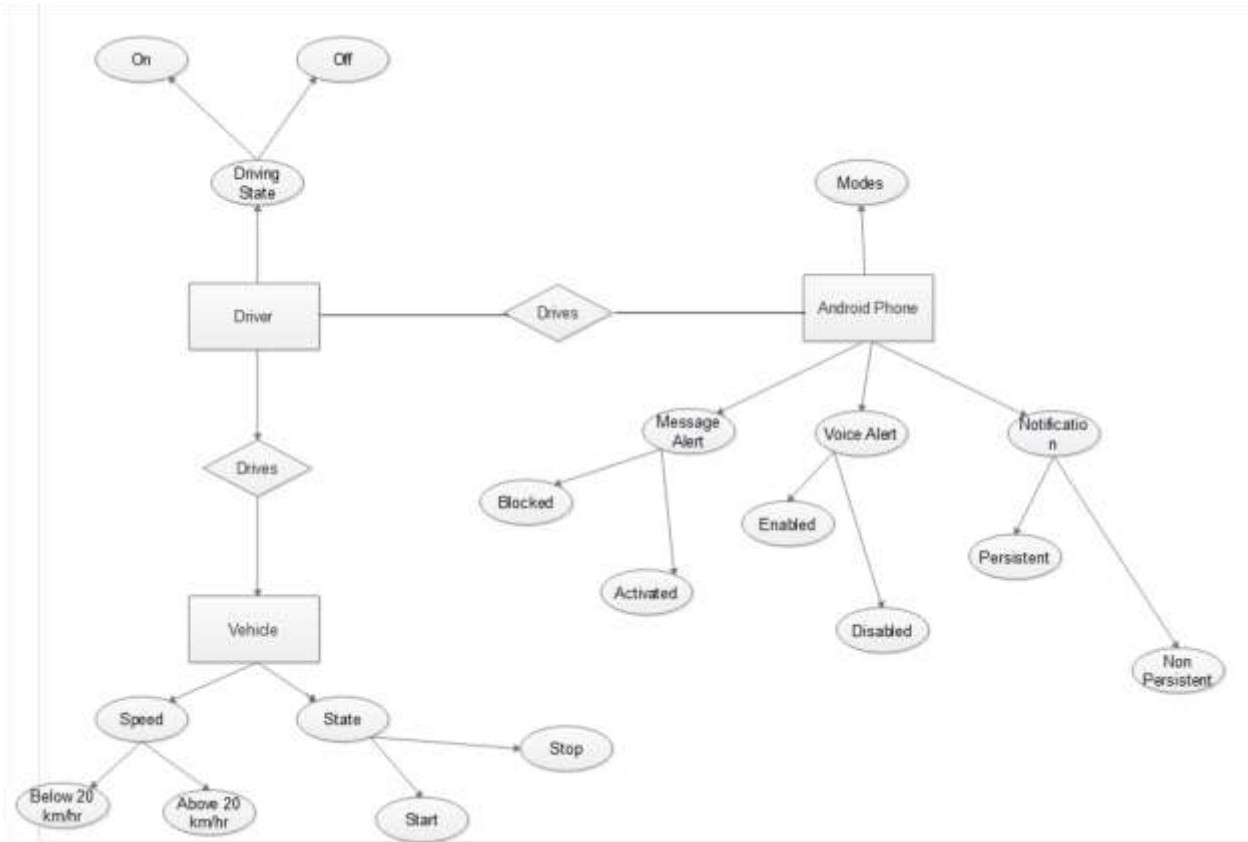 On
Off
Driving
State
Modes
Driver
Drives
Android Phone
Message
Alert
Voice Alert
Notificatio
n
Drives
Blocked
Enabled
Persistent
Activated
Disabled
Vehicle
Non
Persistent
Speed
State
Stop
Below 20
km/hr
Above 20
km/hr
Start